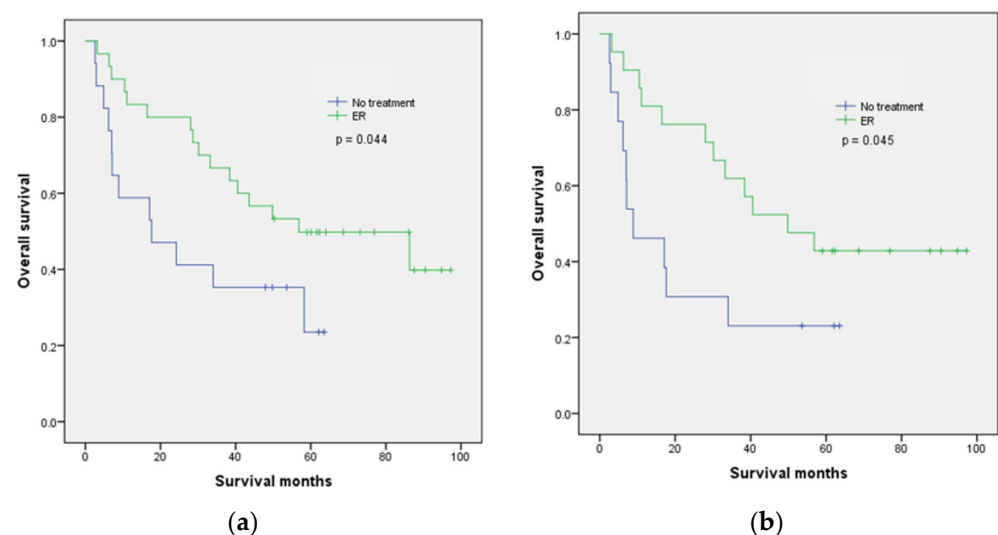 1.0
0.8
0.6
0.4
0.2
0.0
Overall survival
No treatment
ER
p = 0.044
0 20 40 60 80 100
Survival months
(a)
1.0
0.8
0.6
0.4
0.2
0.0
Overall survival
No treatment
ER
p = 0.045
0 20 40 60 80 100
Survival months
(b)